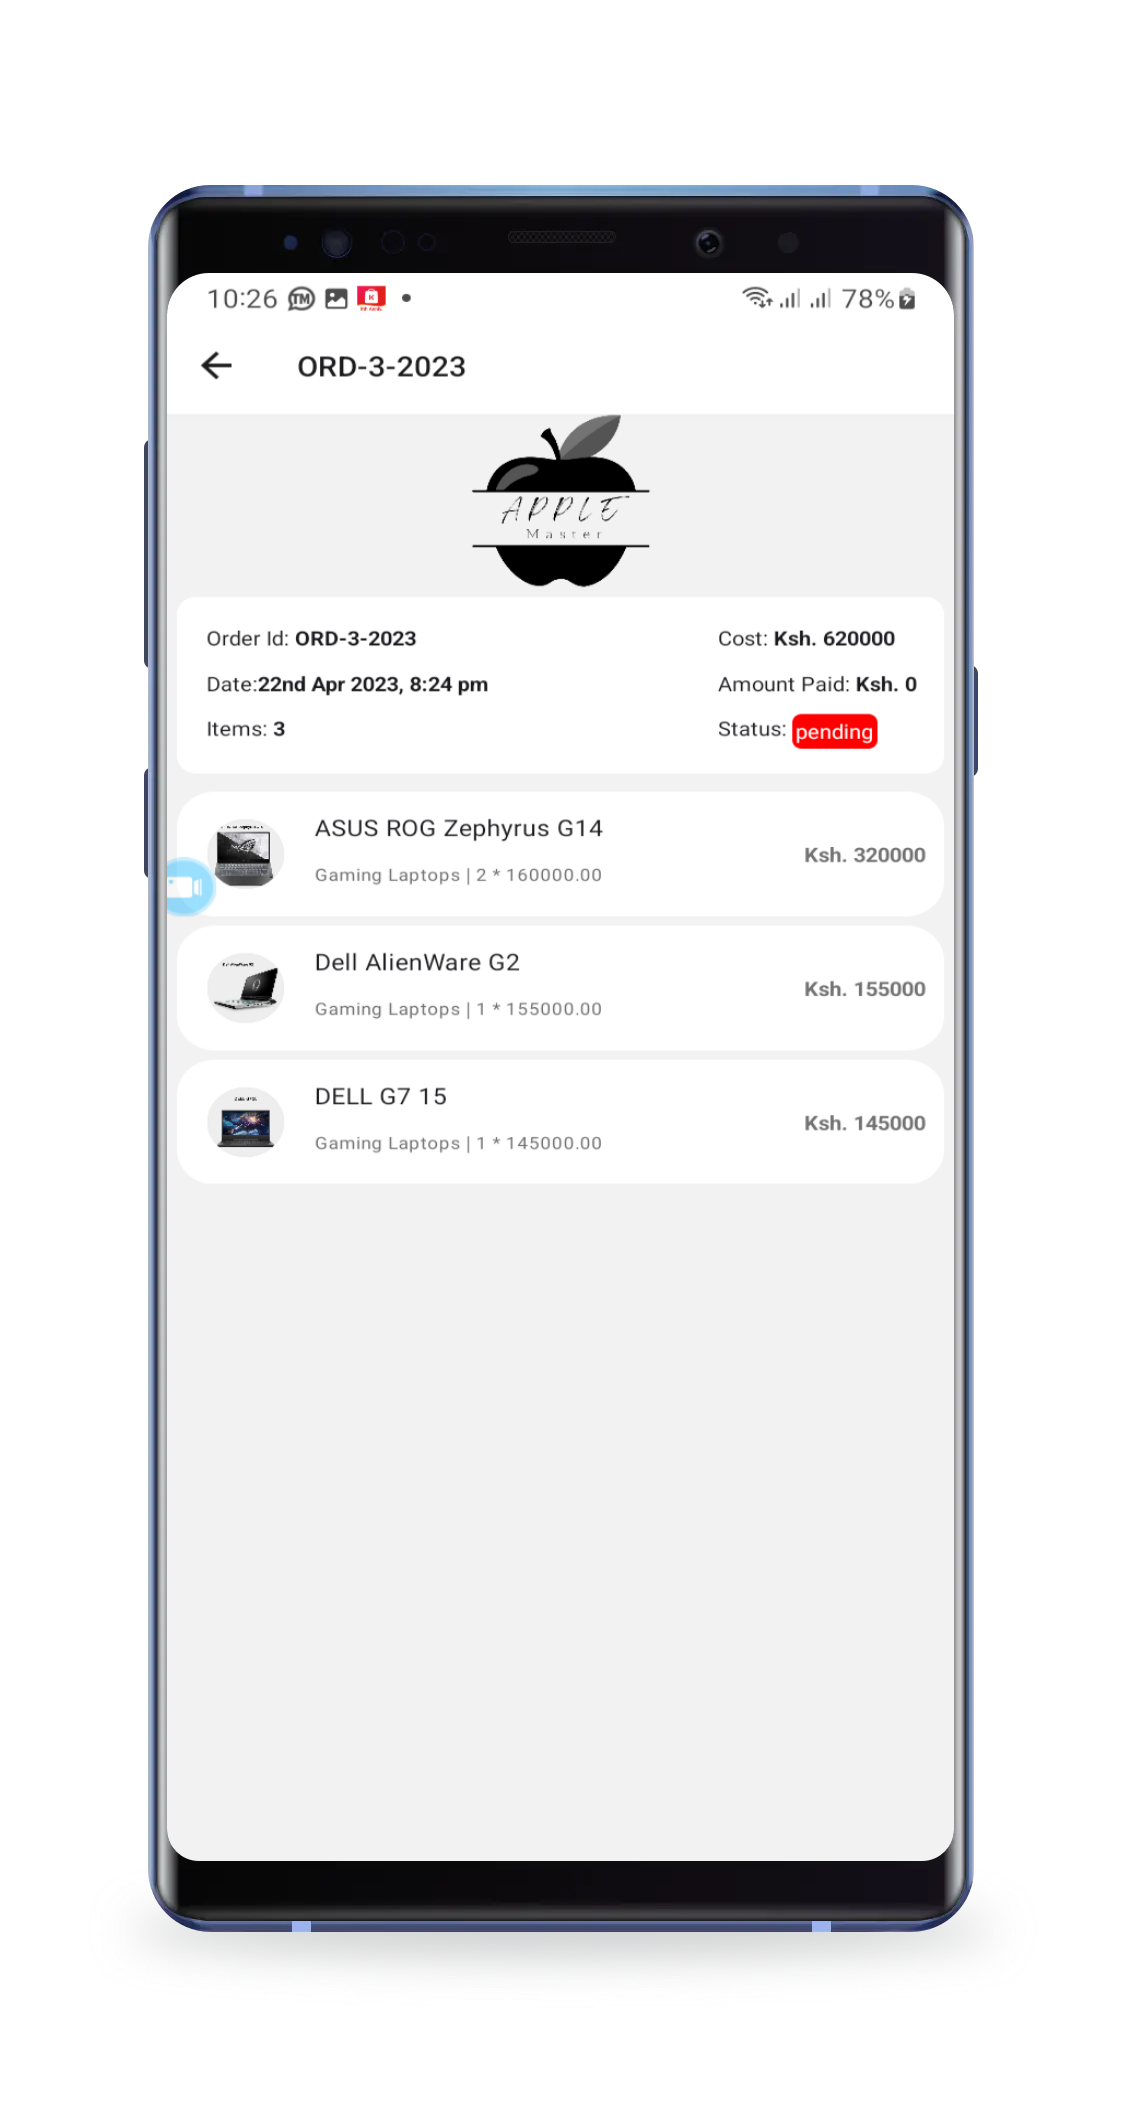 10:26 TM 78%
ORD-3-2023
APPLE
Master
Order Id: ORD-3-2023
Cost: Ksh. 620000
Date:22nd Apr 2023, 8:24 pm
Amount Paid: Ksh. 0
Items: 3
Status: pending
ASUS ROG Zephyrus G14
Gaming Laptops | 2 * 160000.00
Ksh. 320000
Dell AlienWare G2
Gaming Laptops | 1 * 155000.00
Ksh. 155000
DELL G7 15
Gaming Laptops | 1 * 145000.00
Ksh. 145000